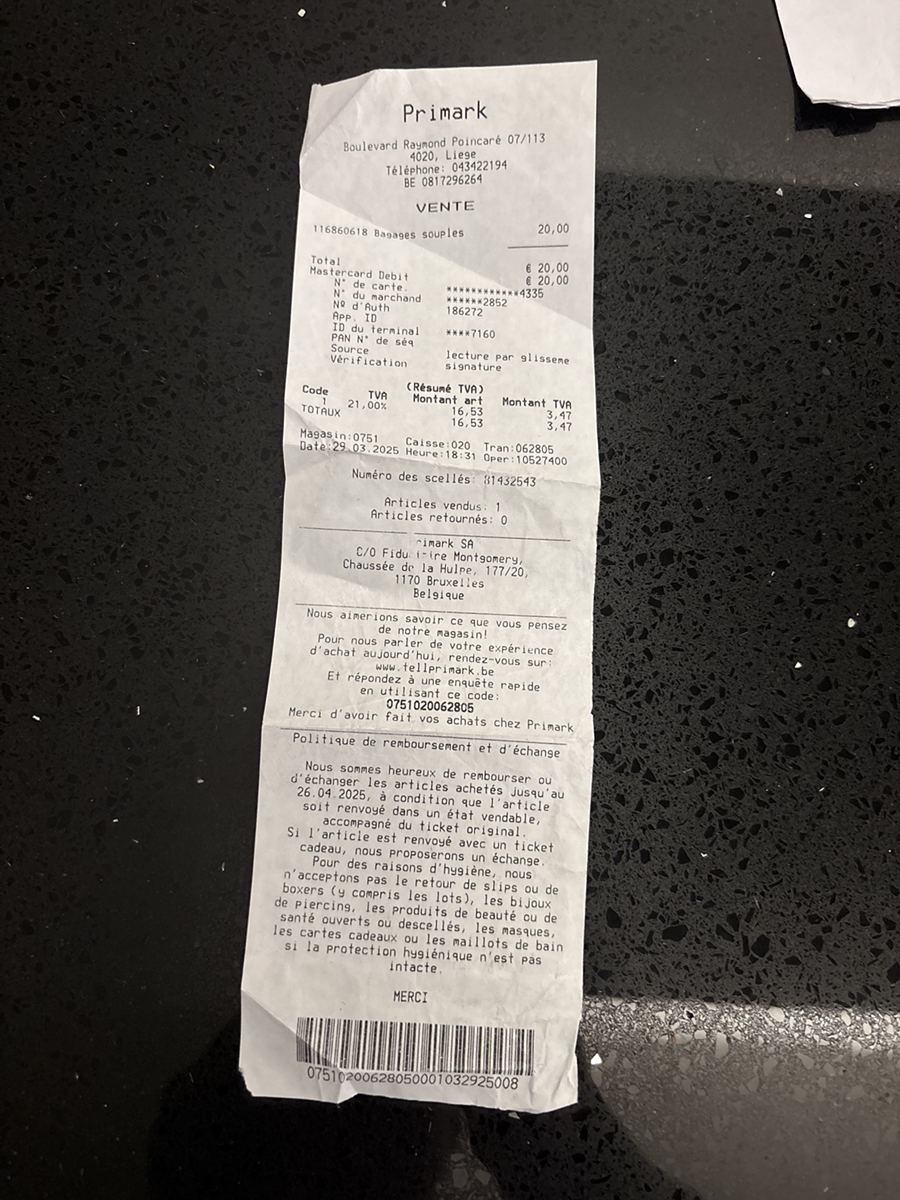 Primark
Boulevard Raymond Poincaré 07/113
4020, Liege
Téléphone: 043422194
BE 0817296264
VENTE
116860618 Bagages souples 20,00
Total € 20,00
Mastercard Debit € 20,00
N° de carte. ************4335
N° du marchand ******2852
Nº d'Auth 186272
App. ID
ID du terminal ****7160
PAN N° de séq
Source lecture par glisseme
Vérification signature
(Résumé TVA)
Code TVA Montant art Montant TVA
1 21,00% 16,53 3,47
TOTAUX 16,53 3,47
Magasin:0751 Caisse:020 Tran:062805
Date:29.03.2025 Heure:18:31 Oper:10527400
Numéro des scellés: 81432543
Articles vendus: 1
Articles retournés: 0
imark SA
C/O Fidu ire Montgomery,
Chaussée de la Hulpe, 177/20,
1170 Bruxelles
Belgique
Nous aimerions savoir ce que vous pensez
de notre magasin!
Pour nous parler de votre expérience
d'achat aujourd'hui, rendez-vous sur:
www.tellprimark.be
Et répondez à une enquête rapide
en utilisant ce code:
0751020062805
Merci d'avoir fait vos achats chez Primark
Politique de remboursement et d'échange
Nous sommes heureux de rembourser ou
d'échanger les articles achetés jusqu'au
26.04.2025, à condition que l'article
soit renvoyé dans un état vendable,
accompagné du ticket original.
Si l'article est renvoyé avec un ticket
cadeau, nous proposerons un échange.
Pour des raisons d'hygiène, nous
n'acceptons pas le retour de slips ou de
boxers (y compris les lots), les bijoux
de piercing, les produits de beauté ou de
santé ouverts ou descellés, les masques,
les cartes cadeaux ou les maillots de bain
si la protection hygiénique n'est pas
intacte.
MERCI
07510200628050001032925008